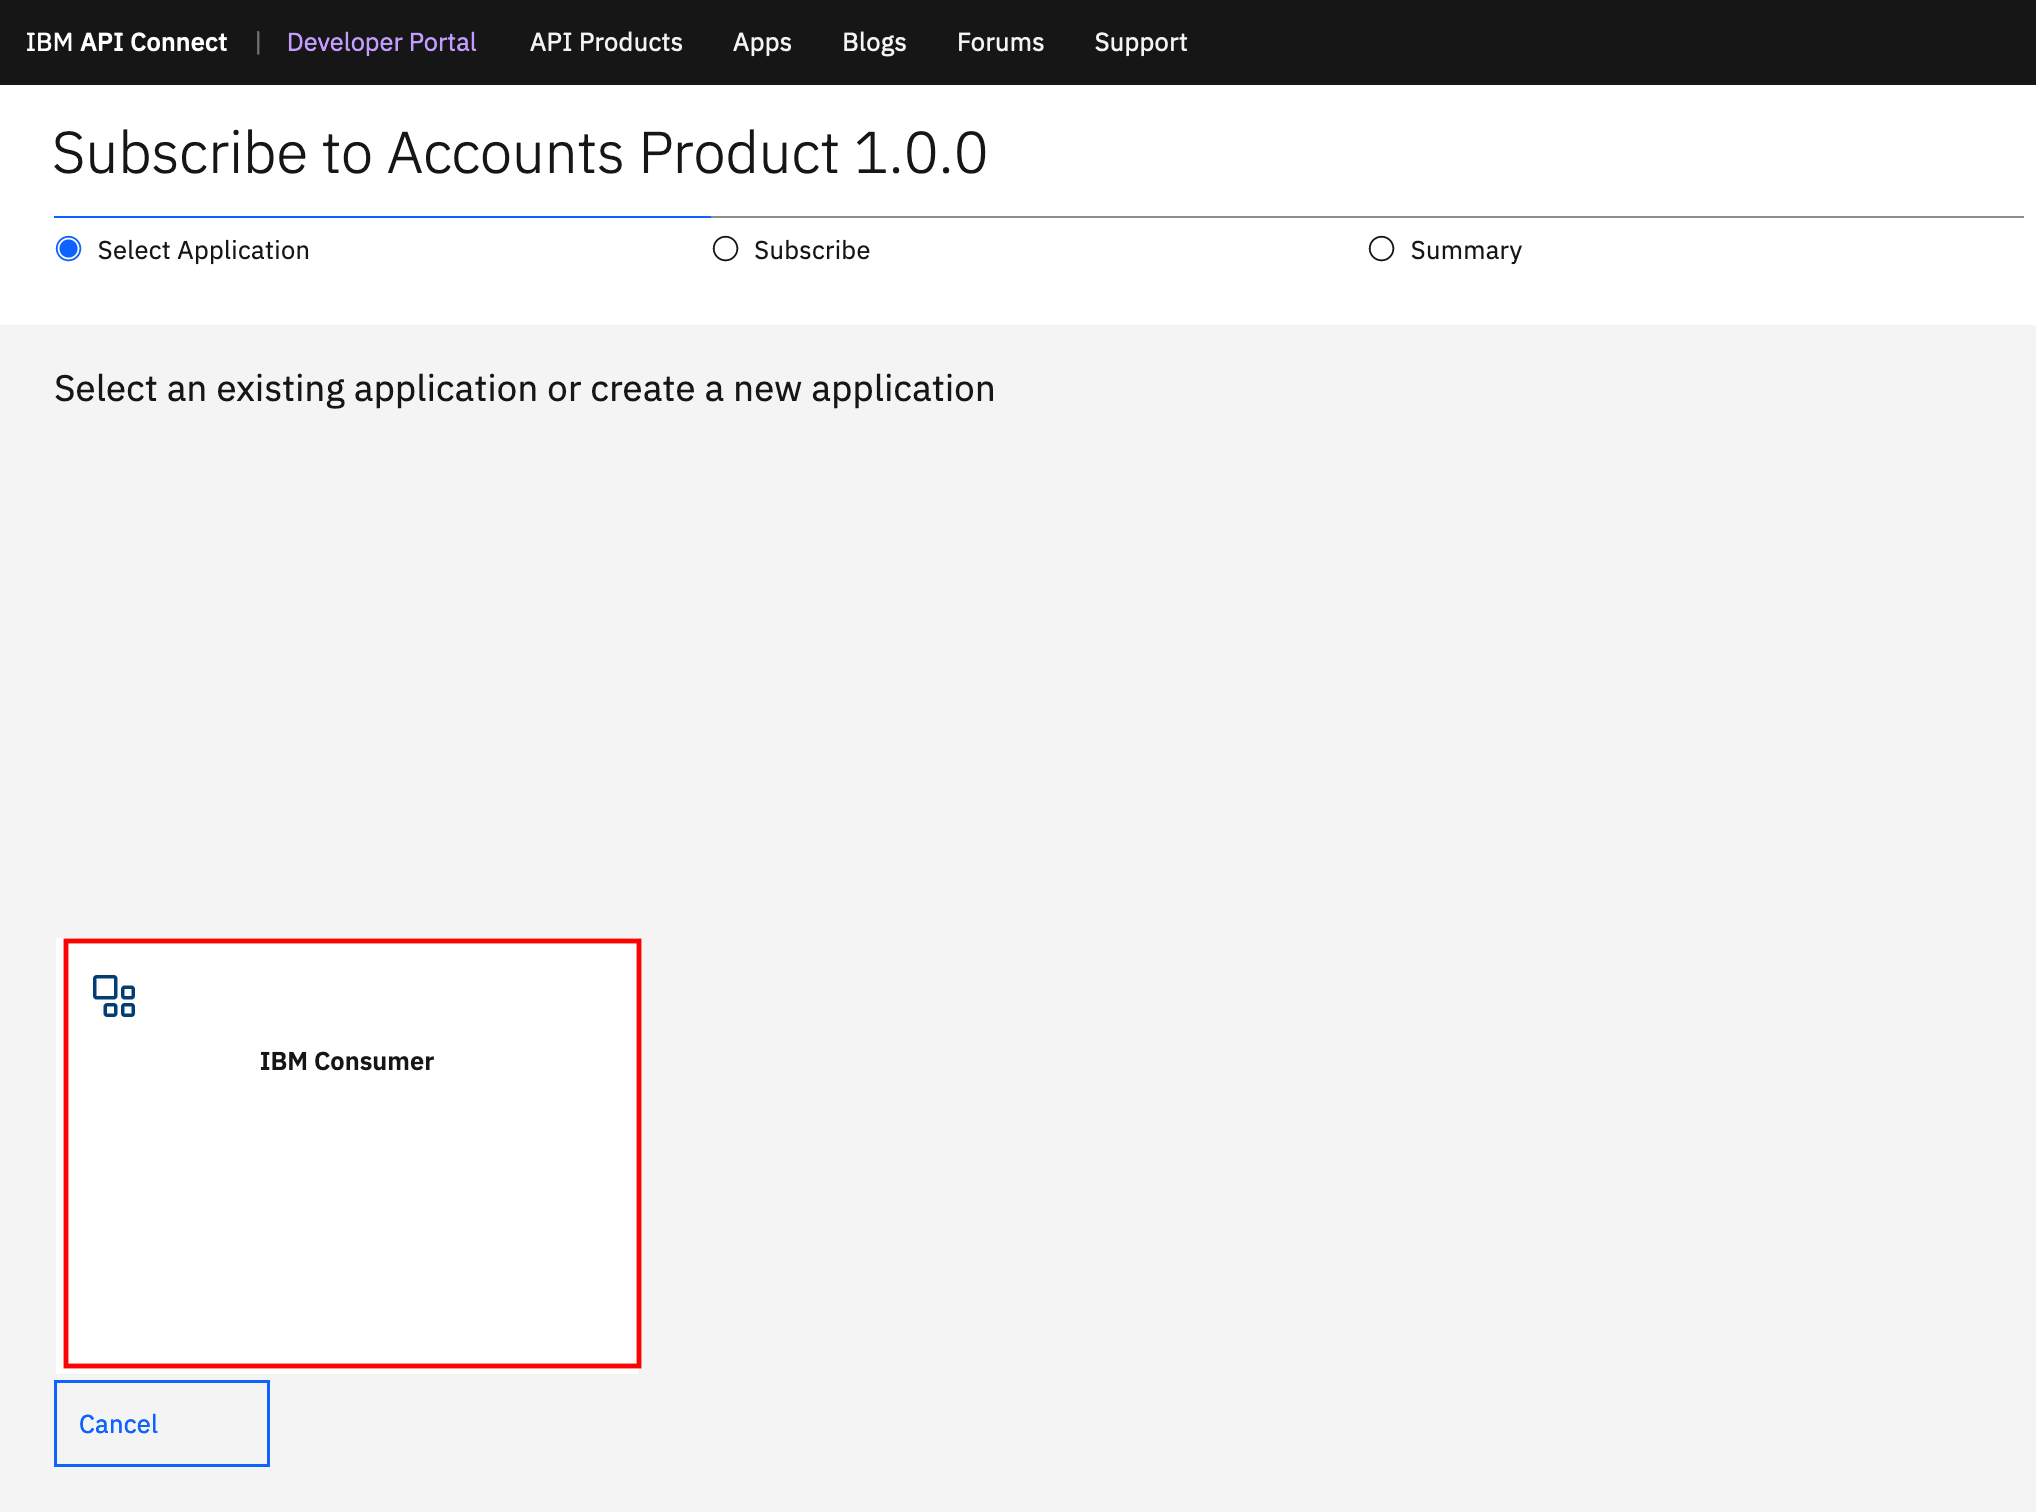 IBM API Connect | Developer Portal API Products Apps Blogs Forums Support
Subscribe to Accounts Product 1.0.0
Select Application Subscribe Summary
Select an existing application or create a new application
IBM Consumer
Cancel